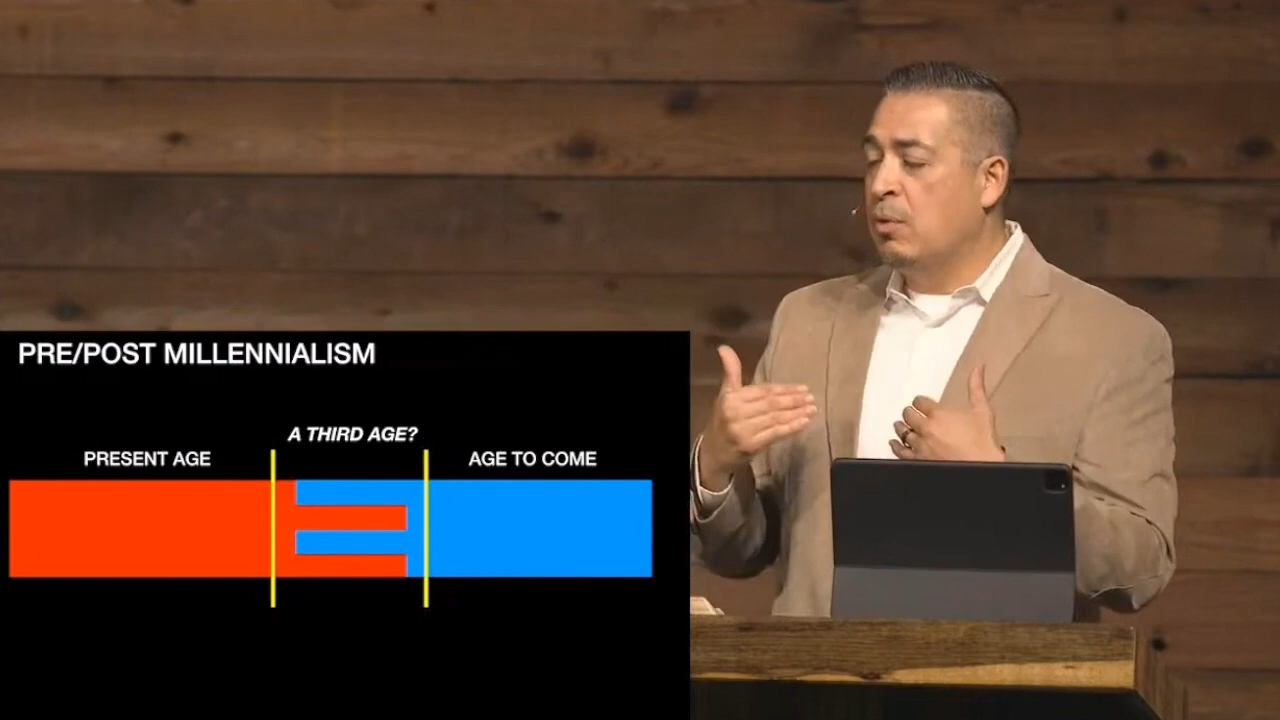 PRE/POST MILLENNIALISM
A THIRD AGE?
PRESENT AGE
AGE TO COME